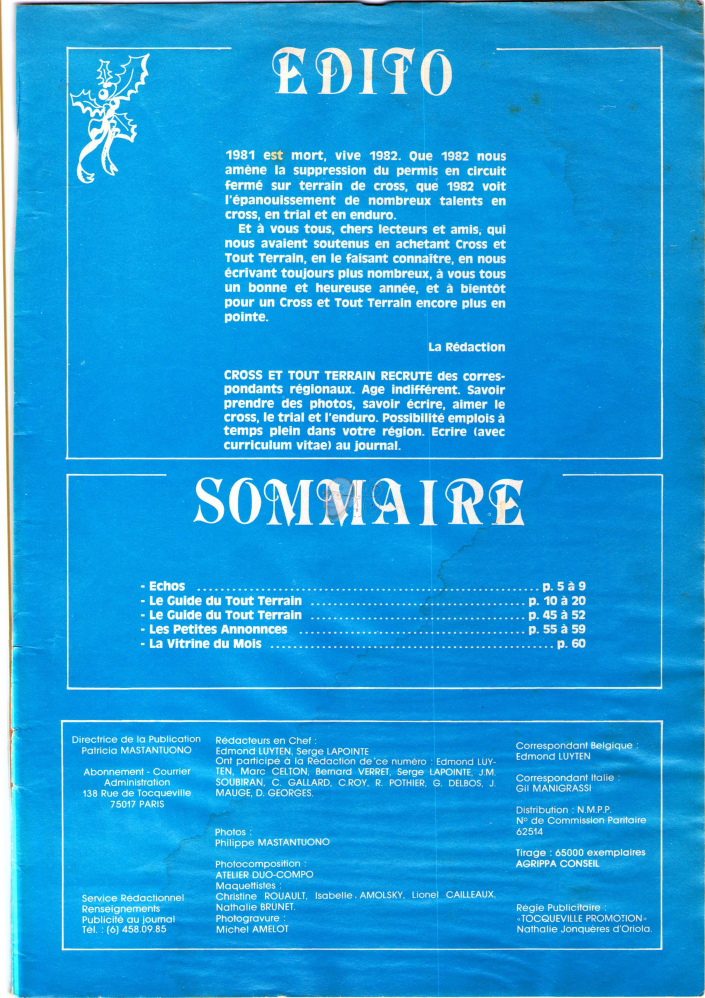 EDITO
1981 est mort, vive 1982. Que 1982 nous
amène la suppression du permis en circuit
fermé sur terrain de cross, que 1982 voit
l'épanouissement de nombreux talents en
cross, en trial et en enduro.
Et à vous tous, chers lecteurs et amis, qui
nous avaient soutenus en achetant Cross et
Tout Terrain, en le faisant connaître, en nous
écrivant toujours plus nombreux, à vous tous
un bonne et heureuse année, et à bientôt
pour un Cross et Tout Terrain encore plus en
pointe.
La Rédaction
CROSS ET TOUT TERRAIN RECRUTE des corres-
pondants régionaux. Age indifférent. Savoir
prendre des photos, savoir écrire, aimer le
cross, le trial et l'enduro. Possibilité emplois à
temps plein dans votre région. Ecrire (avec
curriculum vitae) au journal.
SOMMAIRE
- Echos ........................................................ p. 5 à 9
- Le Guide du Tout Terrain .................................... p. 10 à 20
- Le Guide du Tout Terrain .................................... p. 45 à 52
- Les Petites Annonnces ...................................... p. 55 à 59
- La Vitrine du Mois ............................................... p. 60
Directrice de la Publication
Patricia MASTANTUONO
Abonnement - Courrier
Administration
138 Rue de Tocqueville
75017 PARIS
Service Rédactionnel
Renseignements
Publicité au journal
Tél. : (6) 458.09.85
Rédacteurs en Chef :
Edmond LUYTEN, Serge LAPOINTE
Ont participé à la Rédaction de ce numéro : Edmond LUY-
TEN, Marc CELTON, Bernard VERRET, Serge LAPOINTE, J.M.
SOUBIRAN, C. GALLARD, C.ROY, R. POTHIER, G. DELBOS, J.
MAUGE, D. GEORGES.
Photos :
Philippe MASTANTUONO
Photocomposition :
ATELIER DUO-COMPO
Maquettistes :
Christine ROUAULT, Isabelle AMOLSKY, Lionel CAILLEAUX,
Nathalie BRUNET.
Photogravure :
Michel AMELOT
Correspondant Belgique :
Edmond LUYTEN
Correspondant Italie :
Gil MANIGRASSI
Distribution : N.M.P.P.
N° de Commission Paritaire
62514
Tirage : 65000 exemplaires
AGRIPPA CONSEIL
Régie Publicitaire :
«TOCQUEVILLE PROMOTION»
Nathalie Jonquères d'Oriola.